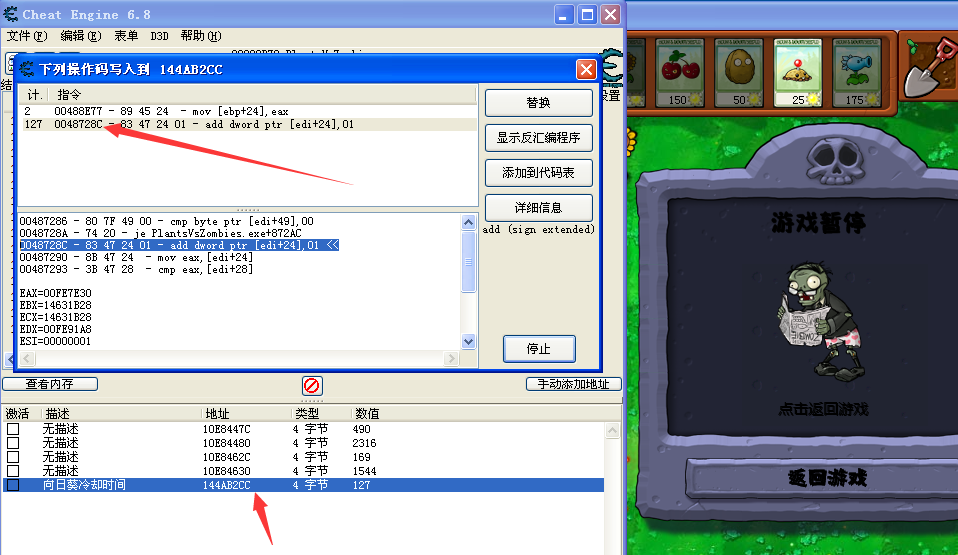 Cheat Engine 6.8
文件(F) 编辑(E) 表单 D3D 帮助(H)
下列操作码写入到 144AB2CC
计. 指令
2 00488E77 - 89 45 24 - mov [ebp+24],eax
127 0048728C - 83 47 24 01 - add dword ptr [edi+24],01
替换
显示反汇编程序
添加到代码表
详细信息
add (sign extended)
00487286 - 80 7F 49 00 - cmp byte ptr [edi+49],00
0048728A - 74 20 - je PlantsVsZombies.exe+872AC
0048728C - 83 47 24 01 - add dword ptr [edi+24],01 <<
00487290 - 8B 47 24 - mov eax,[edi+24]
00487293 - 3B 47 28 - cmp eax,[edi+28]
EAX=00FE7E30
EBX=14631B28
ECX=14631B28
EDX=00FE91A8
ESI=00000001
停止
查看内存
手动添加地址
激活 描述 地址 类型 数值
无描述 10E8447C 4 字节 490
无描述 10E84480 4 字节 2316
无描述 10E8462C 4 字节 169
无描述 10E84630 4 字节 1544
向日葵冷却时间 144AB2CC 4 字节 127
150 50 25 175
游戏暂停
点击返回游戏
返回游戏